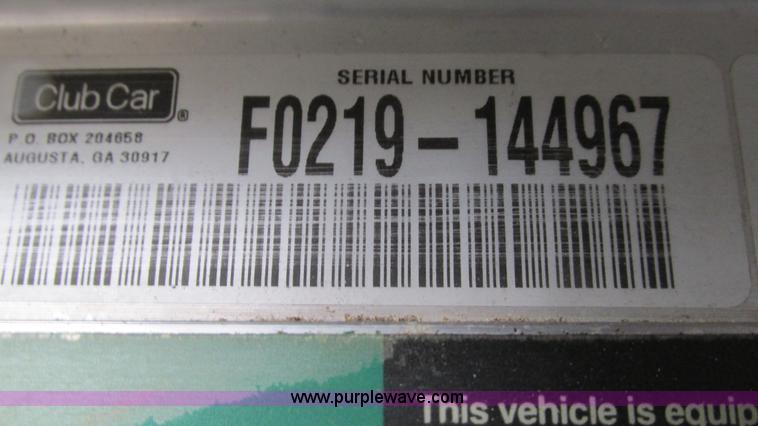 Club Car®
SERIAL NUMBER
P.O. BOX 204658
AUGUSTA, GA 30917
F0219-144967
www.purplewave.com
This vehicle is equip